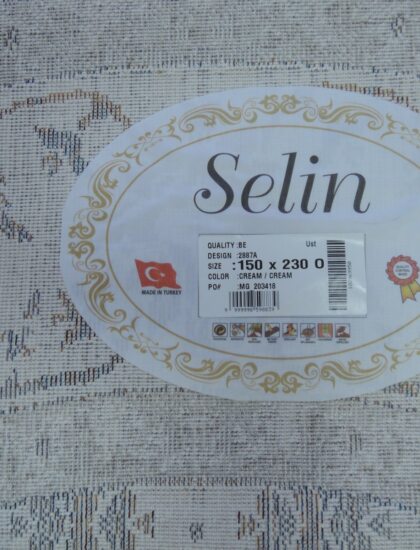 Selin
QUALITY :BE Ust
DESIGN :2887A
SIZE :150 x 230 O
COLOR :CREAM / CREAM
PO# :MG 203418
MADE IN TURKEY